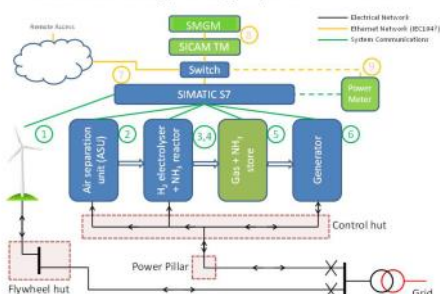 Electrical Network
Remote Access
SMGM
Ethernet Network (IEC61850)
System Communications
SICAM TM
8
Switch
7
9
SIMATIC S7
Power
Meter
1
2
3,4
5
6
Air separation
unit (ASU)
H2 electrolyser
+ NH3 reactor
Gas + NH3
store
Generator
Control hut
Power Pillar
Flywheel hut
Grid